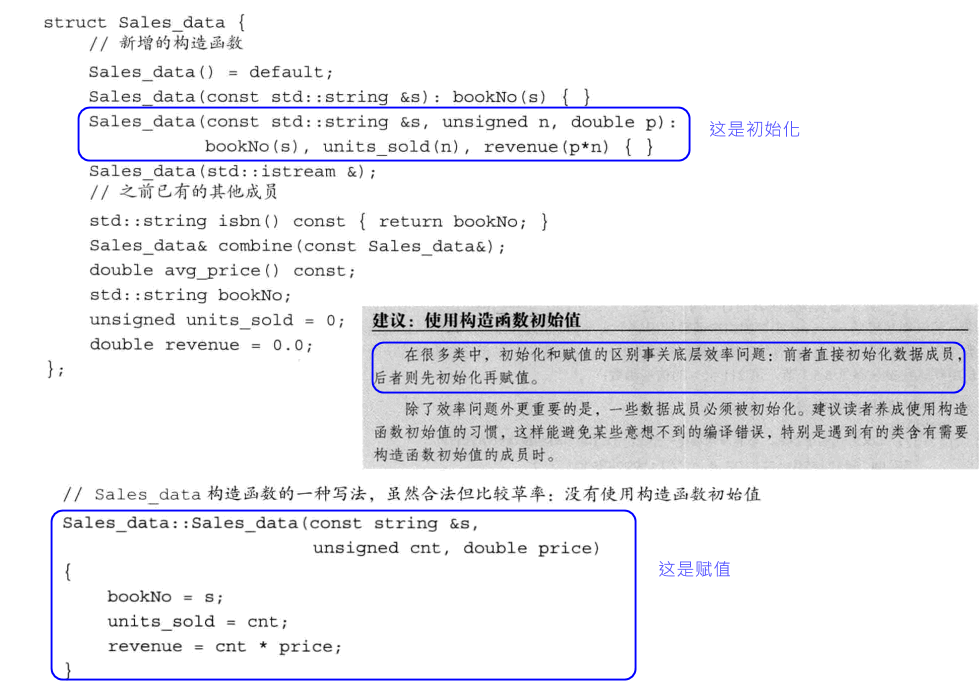 struct Sales_data {
// 新增的构造函数
Sales_data() = default;
Sales_data(const std::string &s): bookNo(s) { }
Sales_data(const std::string &s, unsigned n, double p):
bookNo(s), units_sold(n), revenue(p*n) { }
这是初始化
Sales_data(std::istream &);
// 之前已有的其他成员
std::string isbn() const { return bookNo; }
Sales_data& combine(const Sales_data&);
double avg_price() const;
std::string bookNo;
unsigned units_sold = 0;
double revenue = 0.0;
};
建议：使用构造函数初始值
在很多类中，初始化和赋值的区别事关底层效率问题：前者直接初始化数据成员，
后者则先初始化再赋值。
除了效率问题外更重要的是，一些数据成员必须被初始化。建议读者养成使用构造
函数初始值的习惯，这样能避免某些意想不到的编译错误，特别是遇到有的类含有需要
构造函数初始值的成员时。
// Sales_data 构造函数的一种写法，虽然合法但比较草率：没有使用构造函数初始值
Sales_data::Sales_data(const string &s,
unsigned cnt, double price)
{
这是赋值
bookNo = s;
units_sold = cnt;
revenue = cnt * price;
}